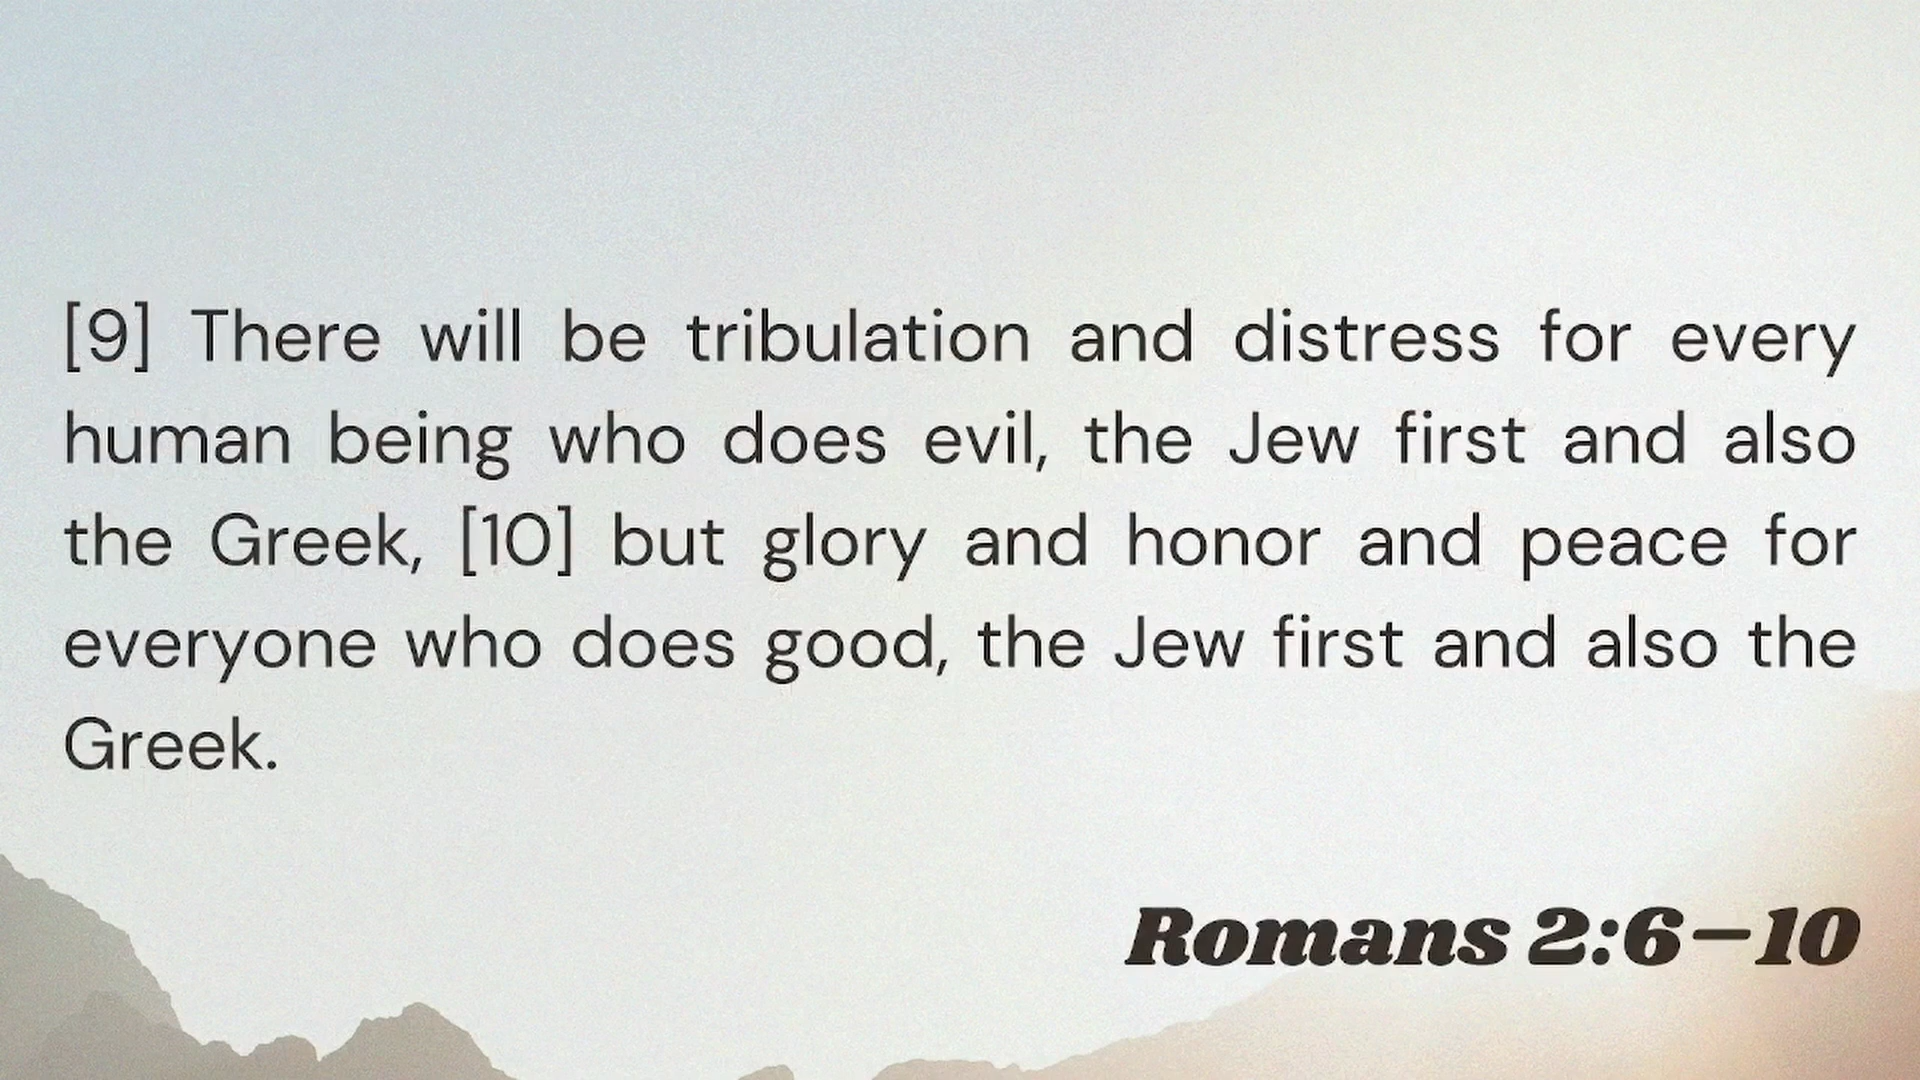 [9] There will be tribulation and distress for every
human being who does evil, the Jew first and also
the Greek, [10] but glory and honor and peace for
everyone who does good, the Jew first and also the
Greek.
Romans 2:6–10